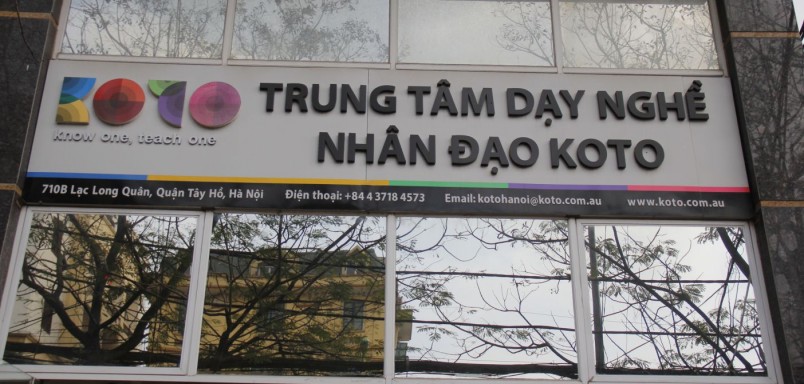 KOTO
know one, teach one
TRUNG TÂM DẠY NGHỀ
NHÂN ĐẠO KOTO
710B Lạc Long Quân, Quận Tây Hồ, Hà Nội Điện thoại: +84 4 3718 4573 Email: kotohanoi@koto.com.au www.koto.com.au